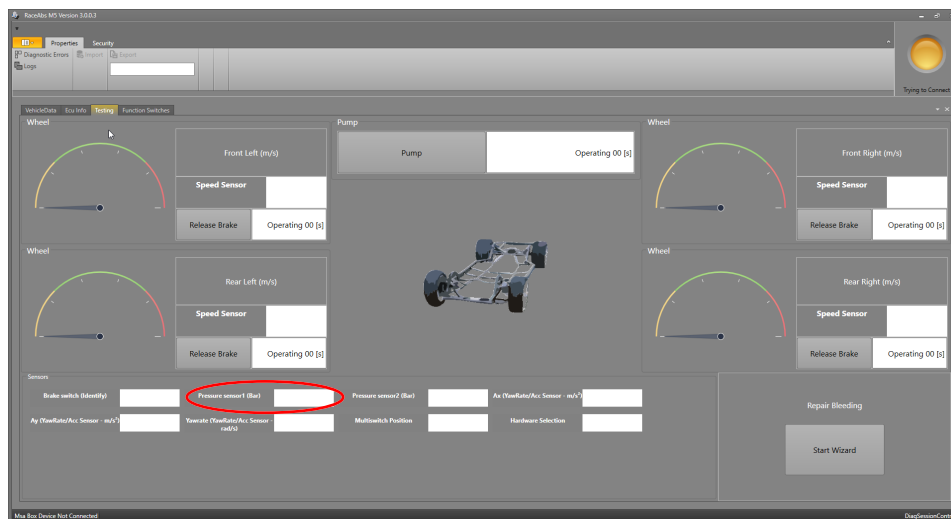 RaceAbs M5 Version 3.0.0.3
Properties Security
Diagnostic Errors Import Export
Logs
Trying to Connect
VehicleData Ecu Info Testing Function Switches
Wheel
Front Left (m/s)
Speed Sensor
Release Brake Operating 00 [s]
Pump
Pump Operating 00 [s]
Wheel
Front Right (m/s)
Speed Sensor
Release Brake Operating 00 [s]
Wheel
Rear Left (m/s)
Speed Sensor
Release Brake Operating 00 [s]
Wheel
Rear Right (m/s)
Speed Sensor
Release Brake Operating 00 [s]
Sensors
Brake switch (Identify) Pressure sensor1 (Bar) Pressure sensor2 (Bar) Ax (YawRate/Acc Sensor - m/s²)
Ay (YawRate/Acc Sensor - m/s²) Yawrate (YawRate/Acc Sensor -
rad/s) Multiswitch Position Hardware Selection
Repair Bleeding
Start Wizard
Msa Box Device Not Connected